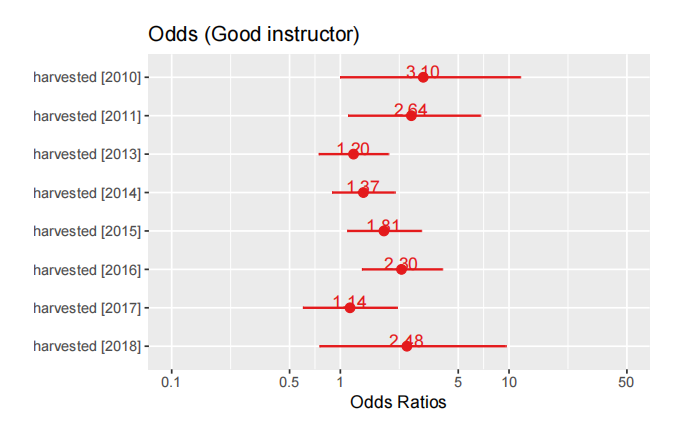 Odds (Good instructor)
harvested [2010]
3.10
harvested [2011]
2.64
harvested [2013]
1.20
harvested [2014]
1.37
harvested [2015]
1.81
harvested [2016]
2.30
harvested [2017]
1.14
harvested [2018]
2.48
0.1 0.5 1 5 10 50
Odds Ratios